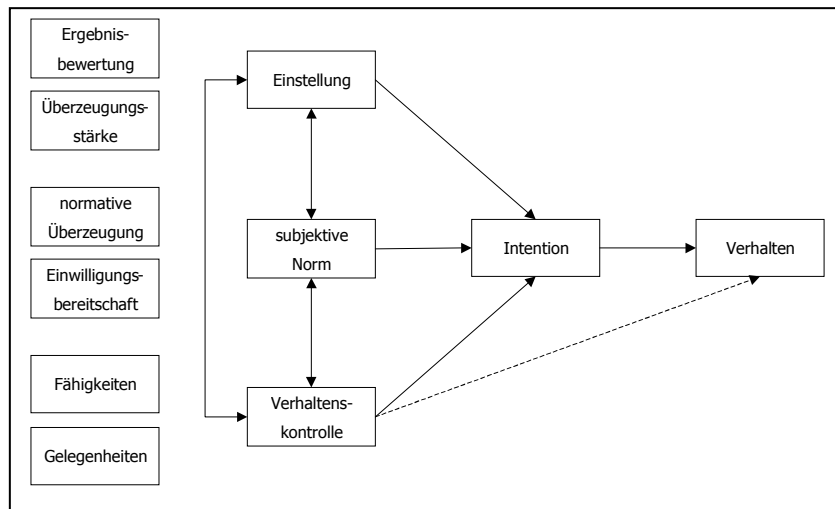 Ergebnis-
bewertung
Überzeugungs-
stärke
normative
Überzeugung
Einwilligungs-
bereitschaft
Fähigkeiten
Gelegenheiten
Einstellung
subjektive
Norm
Verhaltens-
kontrolle
Intention
Verhalten